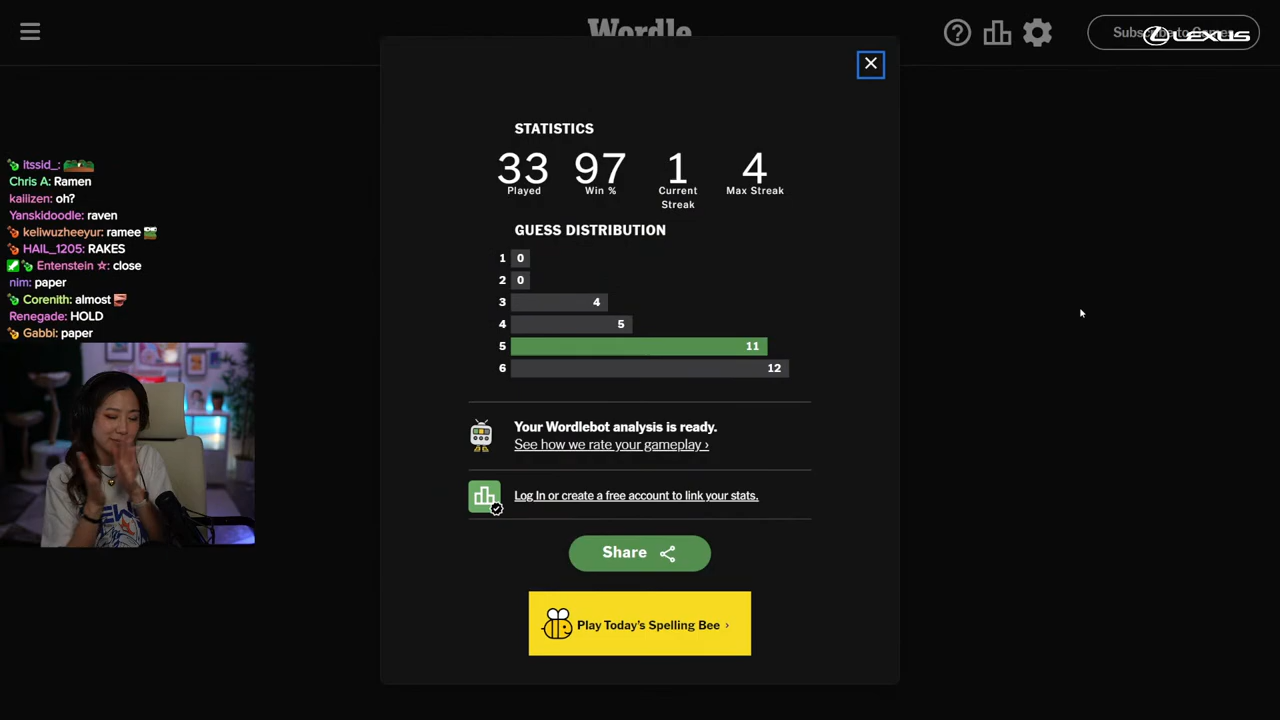 Wordle
LEXUS
STATISTICS
33
97
1
4
Played
Win %
Current
Streak
Max Streak
GUESS DISTRIBUTION
1 0
2 0
3 4
4 5
5 11
6 12
Your Wordlebot analysis is ready.
See how we rate your gameplay ›
Log In or create a free account to link your stats.
Share
Play Today's Spelling Bee ›
itssid_:
Chris A: Ramen
kaiiizen: oh?
Yanskidoodle: raven
keliwuzheeyur: ramee
HAIL_1205: RAKES
Entenstein ☆: close
nim: paper
Corenith: almost
Renegade: HOLD
Gabbi: paper